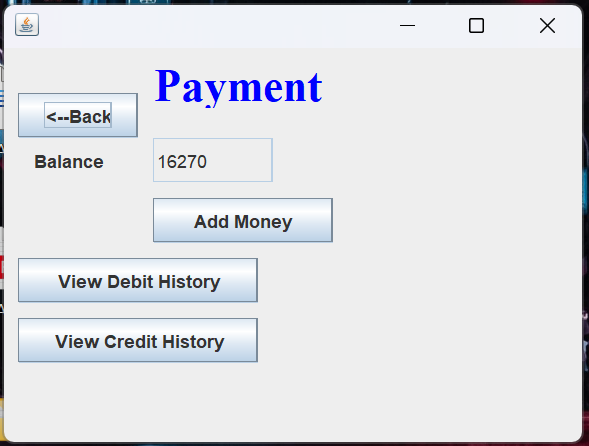 Payment
<--Back
Balance
16270
Add Money
View Debit History
View Credit History